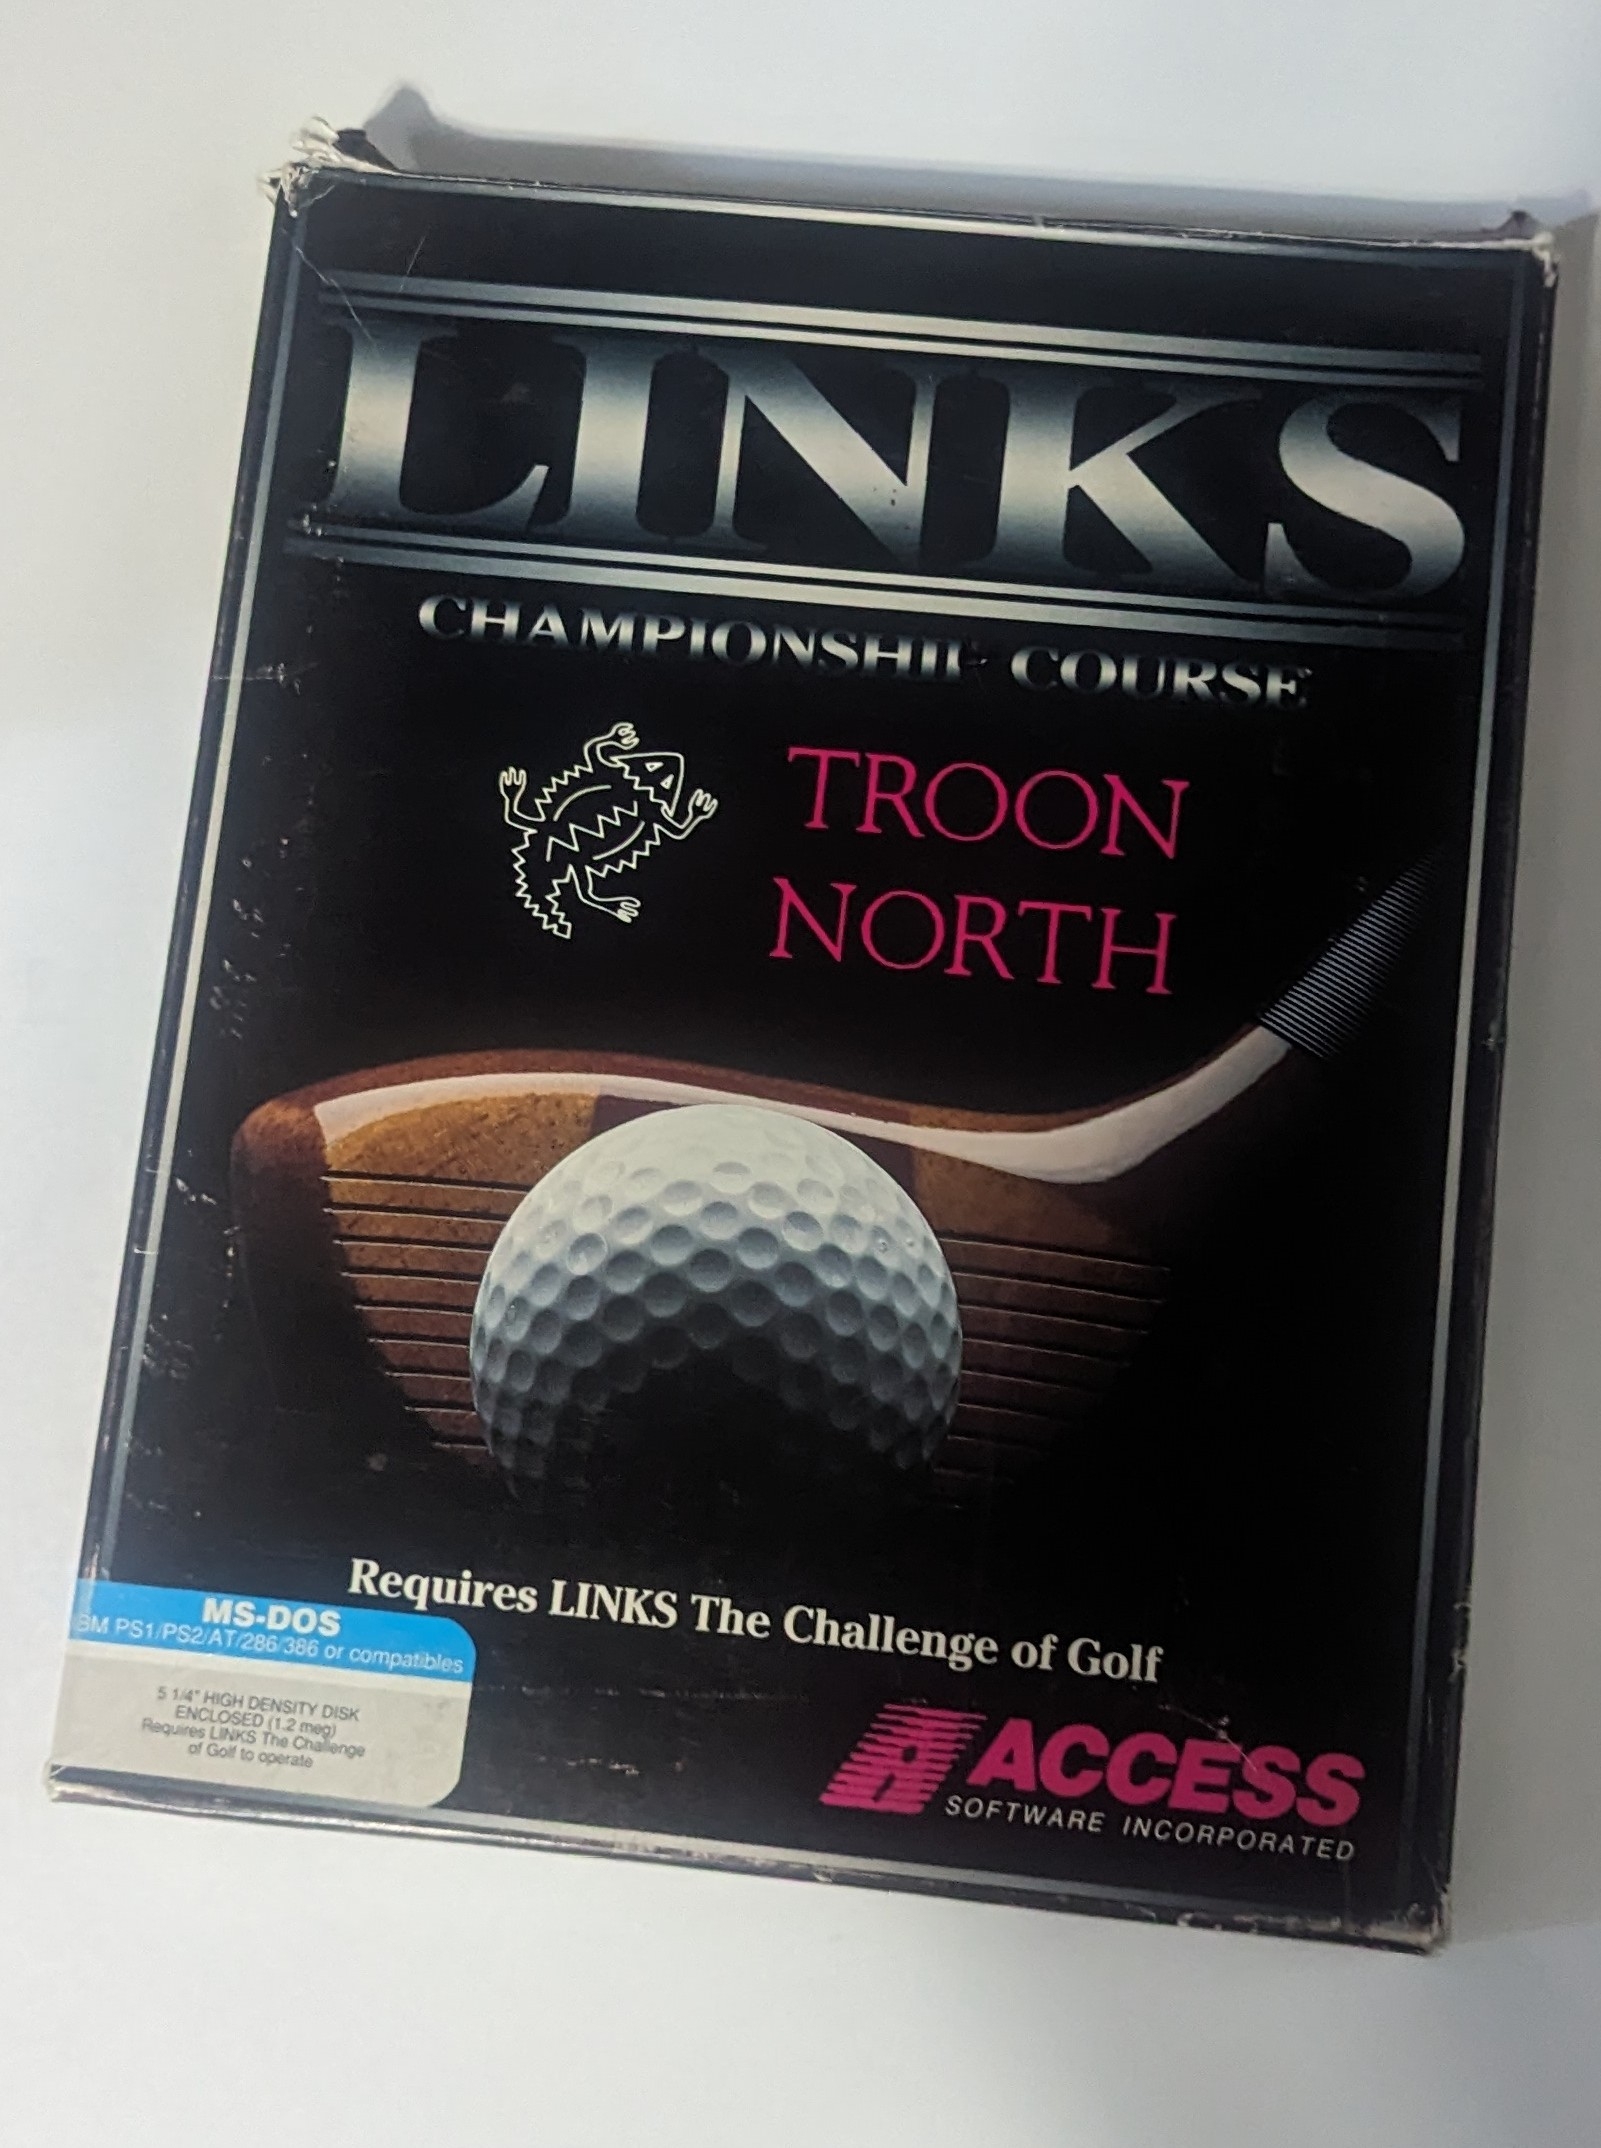 LINKS
CHAMPIONSHIP COURSE
TROON
NORTH
Requires LINKS The Challenge of Golf
MS-DOS
IBM PS1/PS2/AT/286/386 or compatibles
5 1/4" HIGH DENSITY DISK
ENCLOSED (1.2 meg)
Requires LINKS The Challenge
of Golf to operate
ACCESS
SOFTWARE INCORPORATED